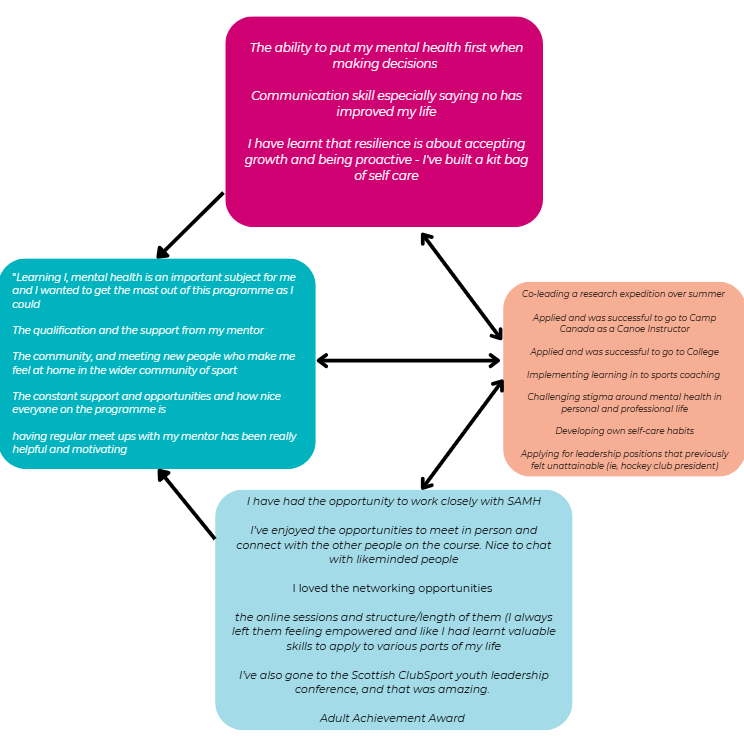 The ability to put my mental health first when
making decisions
Communication skill especially saying no has
improved my life
I have learnt that resilience is about accepting
growth and being proactive - I've built a kit bag
of self care
"Learning I, mental health is an important subject for me
and I wanted to get the most out of this programme as I
could
The qualification and the support from my mentor
The community, and meeting new people who make me
feel at home in the wider community of sport
The constant support and opportunities and how nice
everyone on the programme is
having regular meet ups with my mentor has been really
helpful and motivating
Co-leading a research expedition over summer
Applied and was successful to go to Camp
Canada as a Canoe Instructor
Applied and was successful to go to College
Implementing learning in to sports coaching
Challenging stigma around mental health in
personal and professional life
Developing own self-care habits
Applying for leadership positions that previously
felt unattainable (ie, hockey club president)
I have had the opportunity to work closely with SAMH
I've enjoyed the opportunities to meet in person and
connect with the other people on the course. Nice to chat
with likeminded people
I loved the networking opportunities
the online sessions and structure/length of them (I always
left them feeling empowered and like I had learnt valuable
skills to apply to various parts of my life
I've also gone to the Scottish ClubSport youth leadership
conference, and that was amazing.
Adult Achievement Award